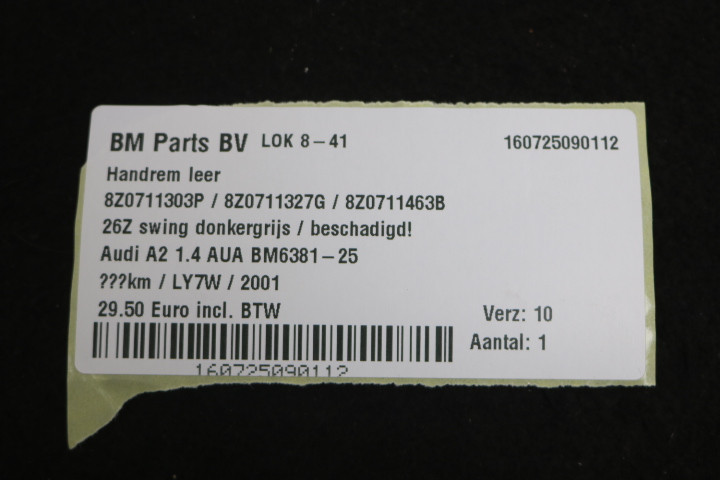 BM Parts BV LOK 8-41 160725090112
Handrem leer
8Z0711303P / 8Z0711327G / 8Z0711463B
26Z swing donkergrijs / beschadigd!
Audi A2 1.4 AUA BM6381-25
???km / LY7W / 2001
29.50 Euro incl. BTW Verz: 10
Aantal: 1
160725090112